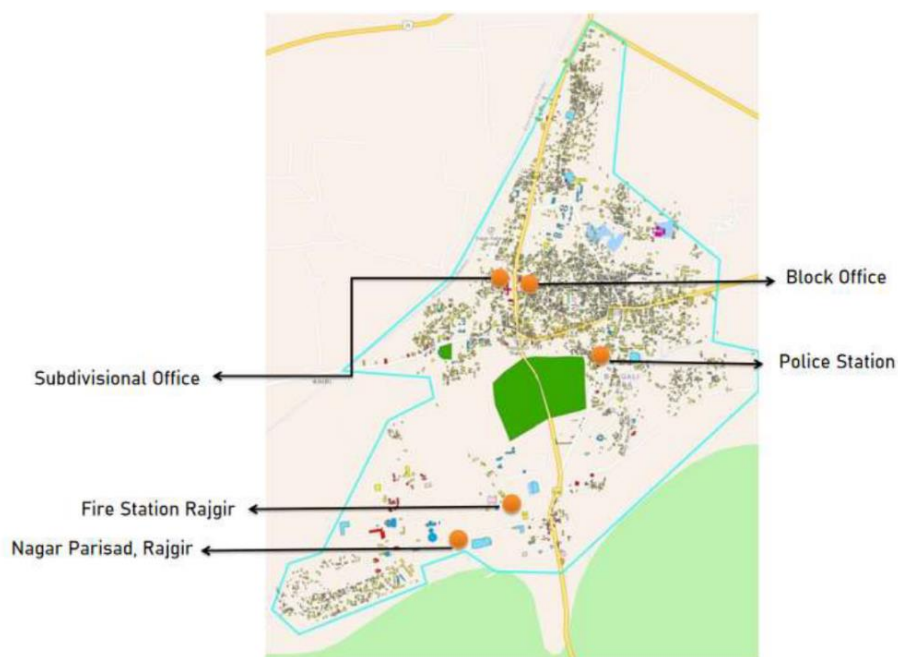 Block Office
Police Station
Subdivisional Office
Fire Station Rajgir
Nagar Parisad, Rajgir